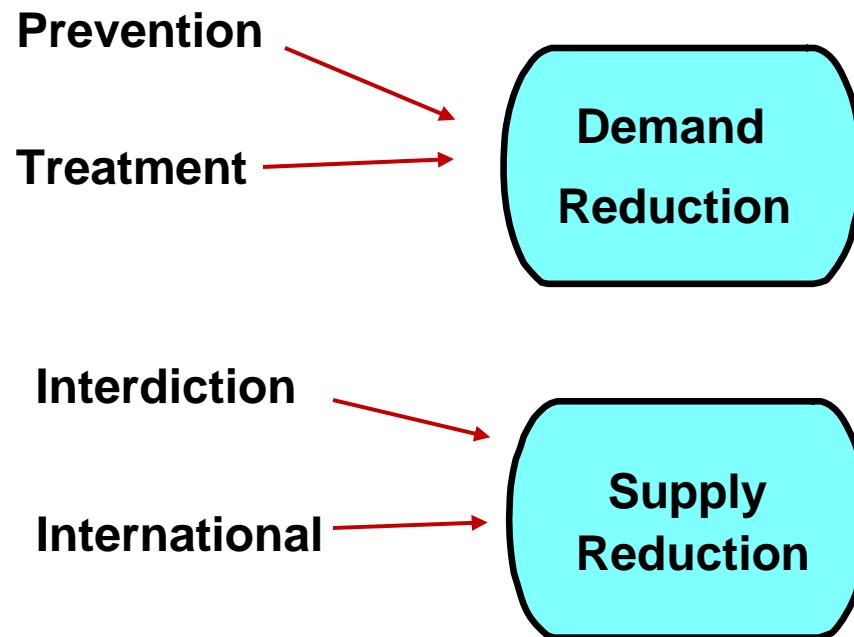 Prevention
Treatment
Demand
Reduction
Interdiction
International
Supply
Reduction